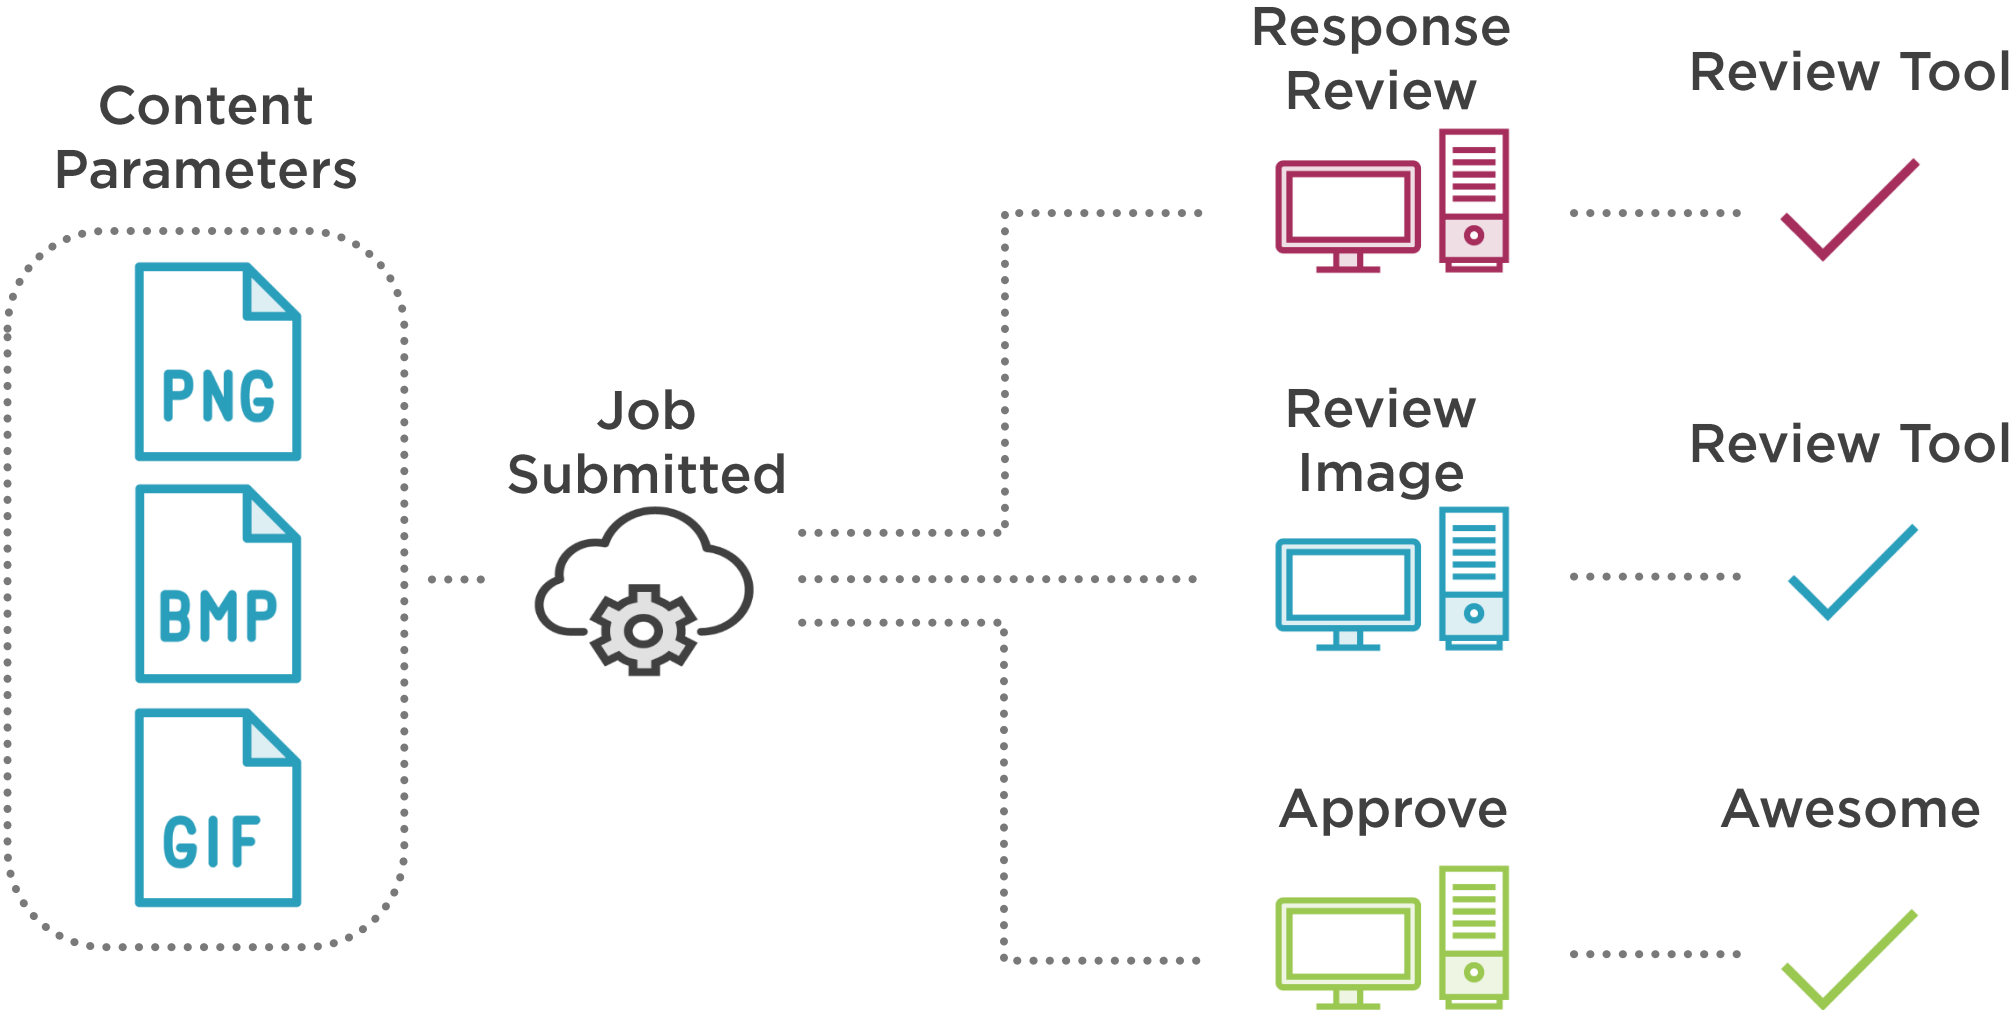 Content
Parameters
PNG
BMP
GIF
Job
Submitted
Response
Review
Review Tool
Review
Image
Review Tool
Approve
Awesome